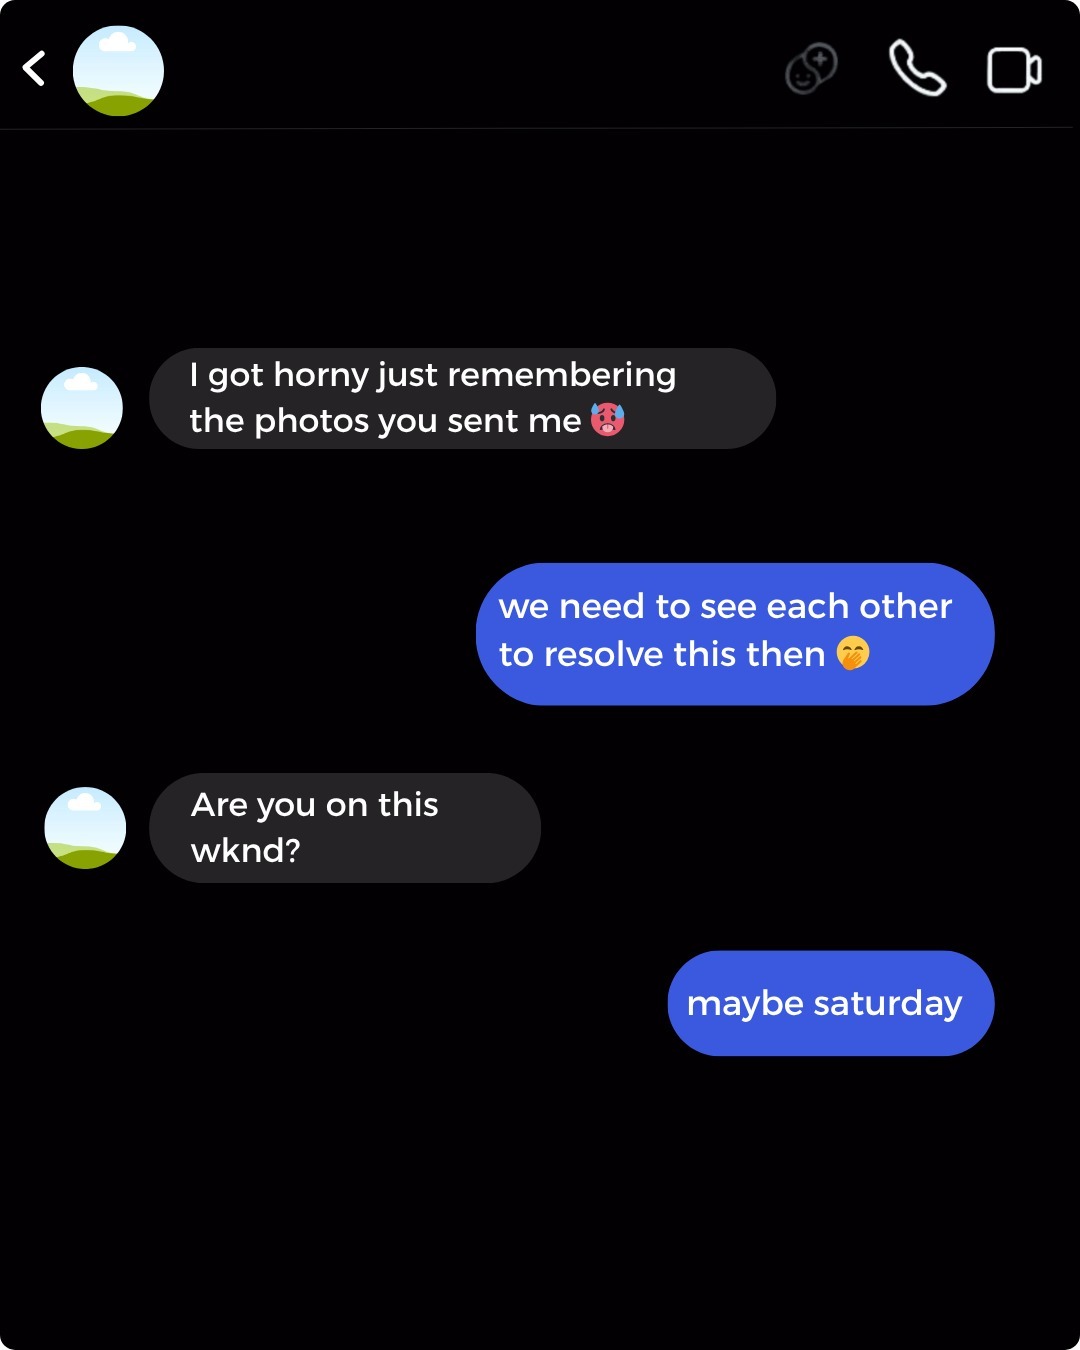 I got horny just remembering
the photos you sent me 🥵
we need to see each other
to resolve this then 🤭
Are you on this
wknd?
maybe saturday